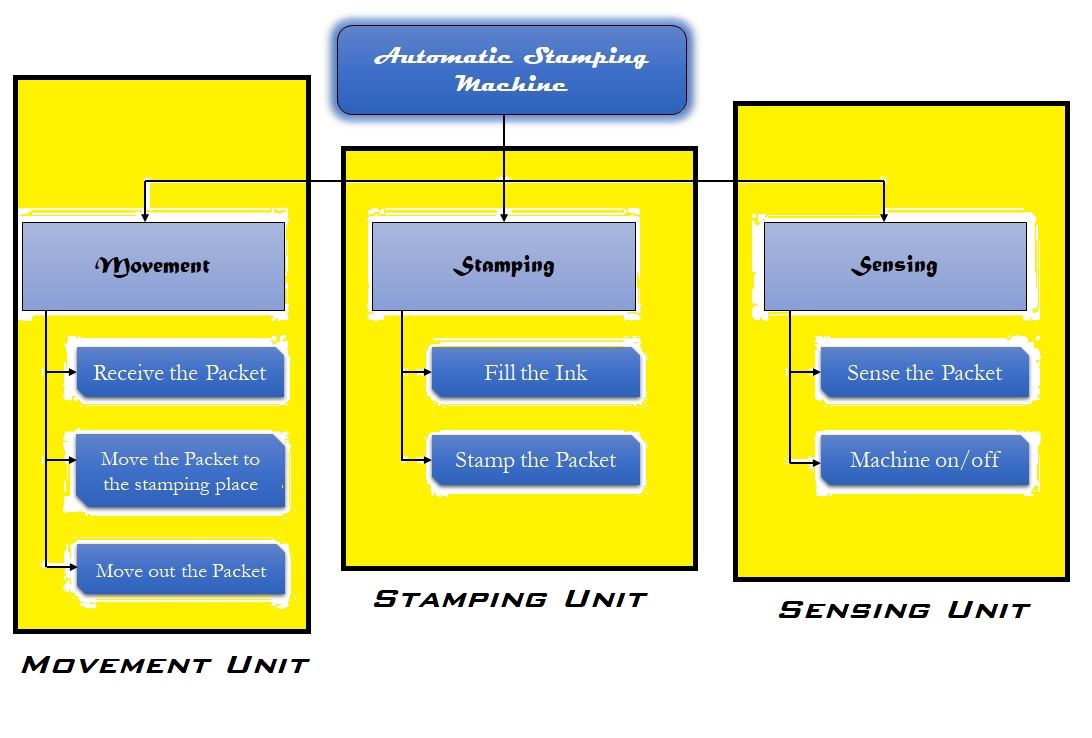 Automatic Stamping
Machine
Movement
Receive the Packet
Move the Packet to
the stamping place
Move out the Packet
Movement Unit
Stamping
Fill the Ink
Stamp the Packet
Stamping Unit
Sensing
Sense the Packet
Machine on/off
Sensing Unit